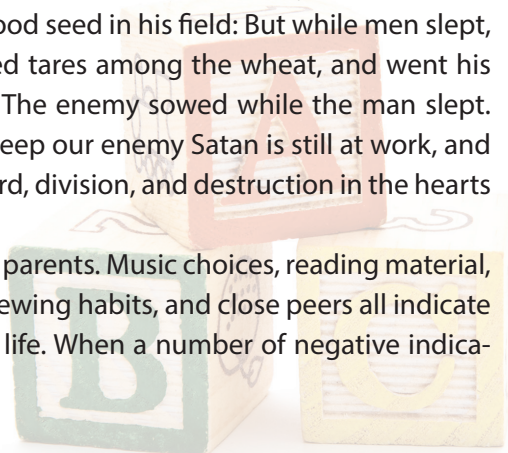 ood seed in his field: But while men slept,
ed tares among the wheat, and went his
The enemy sowed while the man slept.
eep our enemy Satan is still at work, and
rd, division, and destruction in the hearts
parents. Music choices, reading material,
ewing habits, and close peers all indicate
life. When a number of negative indica-
A
B C